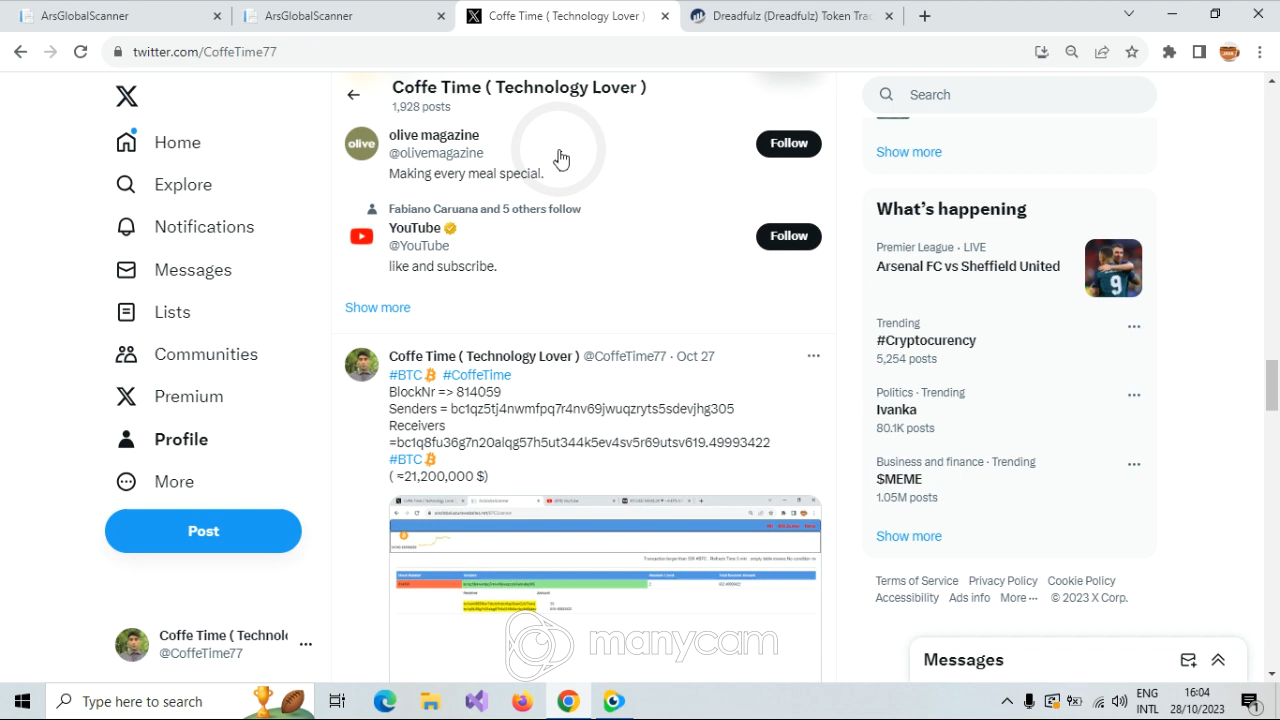 ArsGlobalScanner
ArsGlobalScanner
Coffe Time ( Technology Lover )
Dreadfulz (Dreadfulz) Token Tra
twitter.com/CoffeTime77
Home
Explore
Notifications
Messages
Lists
Communities
Premium
Profile
More
Post
Coffe Time ( Technolo
@CoffeTime77
Coffe Time ( Technology Lover )
1,928 posts
olive
olive magazine
@olivemagazine
Making every meal special.
Follow
Fabiano Caruana and 5 others follow
YouTube
@YouTube
like and subscribe.
Follow
Show more
Coffe Time ( Technology Lover ) @CoffeTime77 · Oct 27
#BTC #CoffeTime
BlockNr => 814059
Senders = bc1qz5tj4nwmfpq7r4nv69jwuqzryts5sdevjhg305
Receivers
=bc1q8fu36g7n20alqg57h5ut344k5ev4sv5r69utsv619.49993422
#BTC
( ≈21,200,000 $)
manycam
Search
Show more
What's happening
Premier League · LIVE
Arsenal FC vs Sheffield United
Trending
#Cryptocurency
5,254 posts
Politics · Trending
Ivanka
80.1K posts
Business and finance · Trending
$MEME
1.05M posts
Show more
Terms of Service Privacy Policy Cookie Policy
Accessibility Ads info More ··· © 2023 X Corp.
Messages
Type here to search
ENG
INTL
16:04
28/10/2023